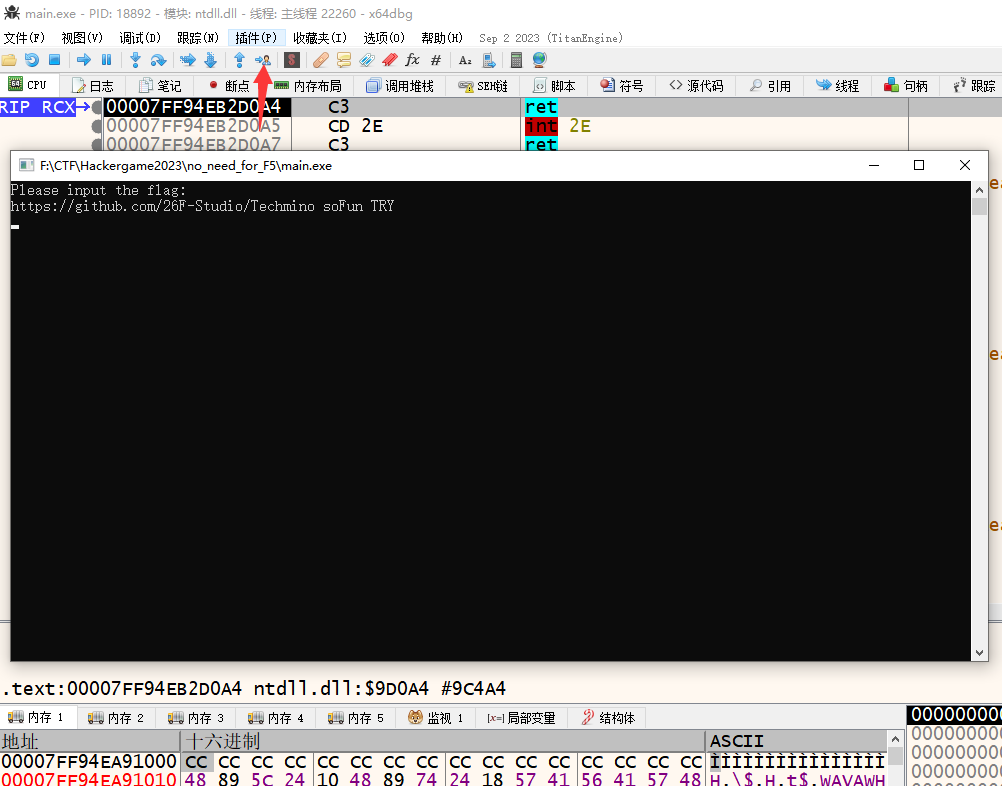 main.exe - PID: 18892 - 模块: ntdll.dll - 线程: 主线程 22260 - x64dbg
文件(F) 视图(V) 调试(D) 跟踪(N) 插件(P) 收藏夹(I) 选项(O) 帮助(H) Sep 2 2023 (TitanEngine)
CPU 日志 笔记 断点 内存布局 调用堆栈 SEH链 脚本 符号 源代码 引用 线程 句柄 跟踪
RIP RCX 00007FF94EB2D0A4 C3 ret
00007FF94EB2D0A5 CD 2E int 2E
00007FF94EB2D0A7 C3 ret
F:\CTF\Hackergame2023\no_need_for_F5\main.exe
Please input the flag:
https://github.com/26F-Studio/Techmino soFun TRY
.text:00007FF94EB2D0A4 ntdll.dll:$9D0A4 #9C4A4
内存 1 内存 2 内存 3 内存 4 内存 5 监视 1 [x=] 局部变量 结构体
地址 十六进制 ASCII
00007FF94EA91000 CC CC CC CC CC CC CC CC CC CC CC CC CC CC CC CC ÌÌÌÌÌÌÌÌÌÌÌÌÌÌÌÌ
00007FF94EA91010 48 89 5C 24 10 48 89 74 24 18 57 41 56 41 57 48 H.\$.H.t$.WAVAWH